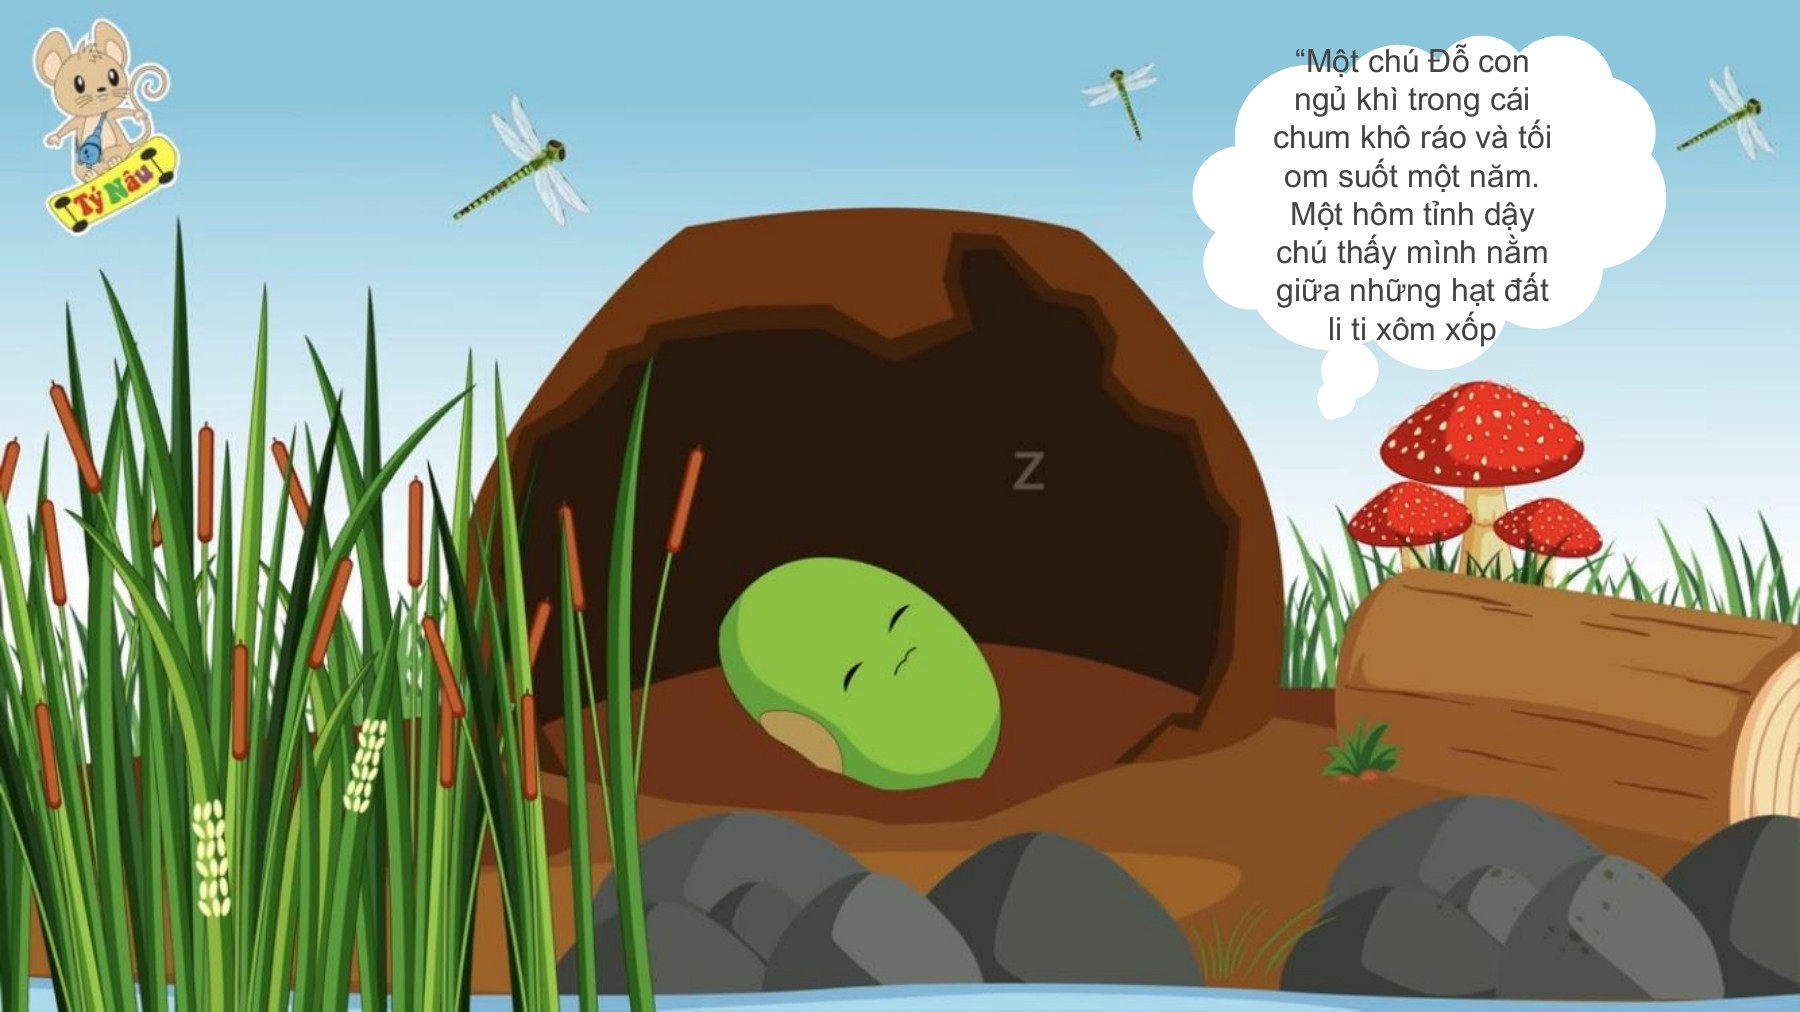 Tý Nâu
“Một chú Đỗ con
ngủ khì trong cái
chum khô ráo và tối
om suốt một năm.
Một hôm tỉnh dậy
chú thấy mình nằm
giữa những hạt đất
li ti xôm xốp
Z